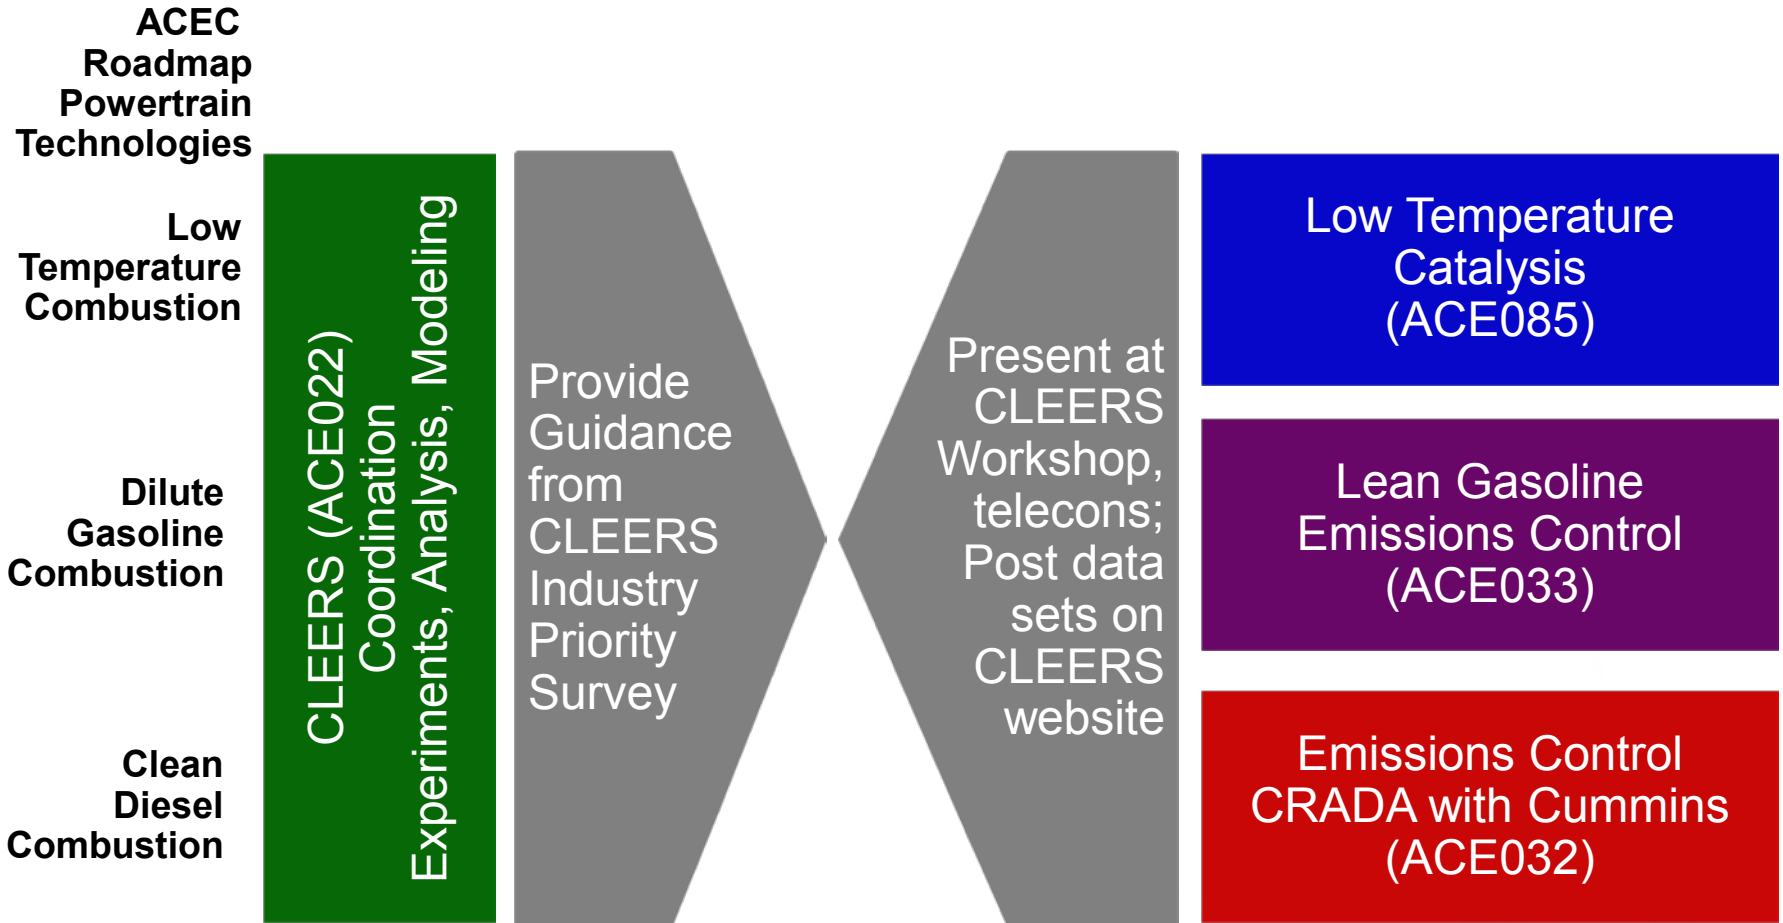 ACEC
Roadmap
Powertrain
Technologies
Low
Temperature
Combustion
Dilute
Gasoline
Combustion
Clean
Diesel
Combustion
CLEERS (ACE022)
Coordination
Experiments, Analysis, Modeling
Provide
Guidance
from
CLEERS
Industry
Priority
Survey
Present at
CLEERS
Workshop,
telecons;
Post data
sets on
CLEERS
website
Low Temperature
Catalysis
(ACE085)
Lean Gasoline
Emissions Control
(ACE033)
Emissions Control
CRADA with Cummins
(ACE032)